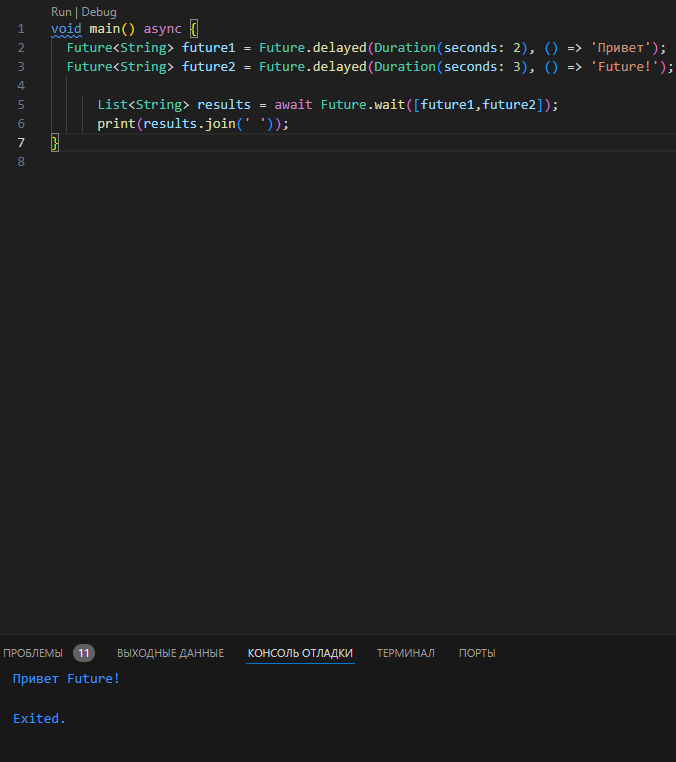 Run | Debug
1 void main() async {
2 Future<String> future1 = Future.delayed(Duration(seconds: 2), () => 'Привет');
3 Future<String> future2 = Future.delayed(Duration(seconds: 3), () => 'Future!');
4
5 List<String> results = await Future.wait([future1,future2]);
6 print(results.join(' '));
7 }
8
ПРОБЛЕМЫ 11 ВЫХОДНЫЕ ДАННЫЕ КОНСОЛЬ ОТЛАДКИ ТЕРМИНАЛ ПОРТЫ
Привет Future!
Exited.